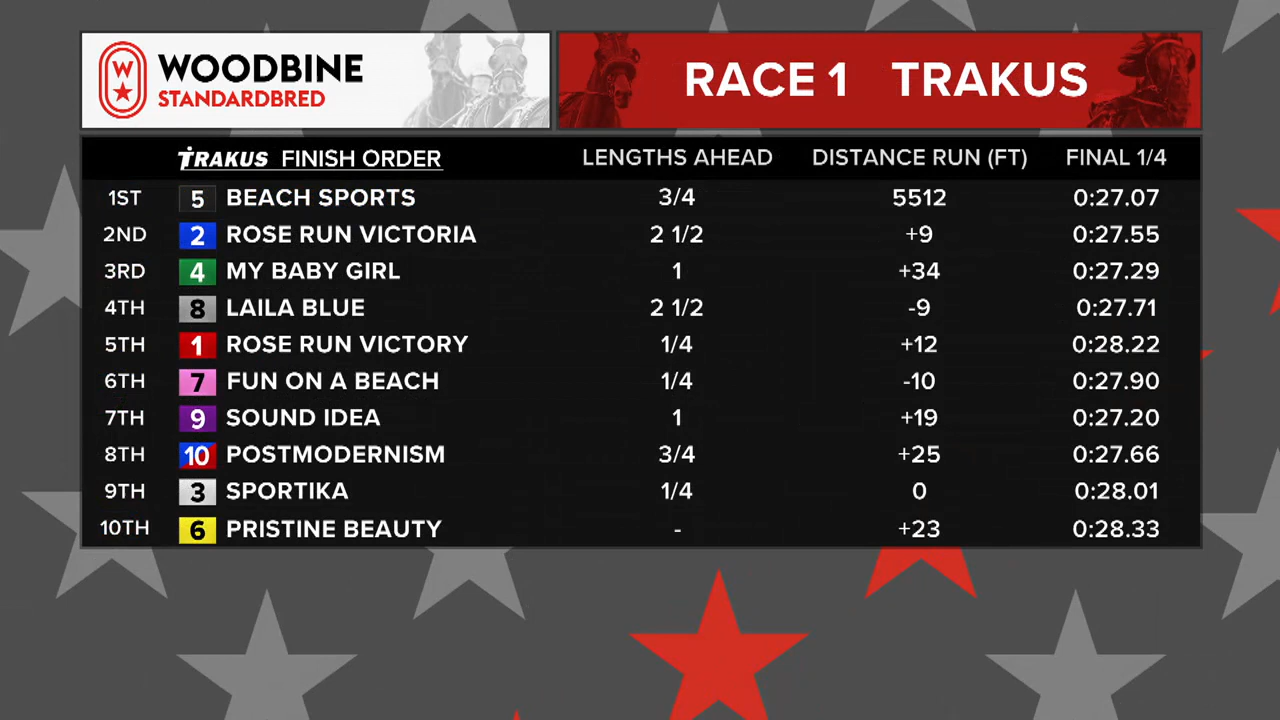 W
WOODBINE
STANDARDBRED
RACE 1 TRAKUS
TRAKUS FINISH ORDER LENGTHS AHEAD DISTANCE RUN (FT) FINAL 1/4
1ST 5 BEACH SPORTS 3/4 5512 0:27.07
2ND 2 ROSE RUN VICTORIA 2 1/2 +9 0:27.55
3RD 4 MY BABY GIRL 1 +34 0:27.29
4TH 8 LAILA BLUE 2 1/2 -9 0:27.71
5TH 1 ROSE RUN VICTORY 1/4 +12 0:28.22
6TH 7 FUN ON A BEACH 1/4 -10 0:27.90
7TH 9 SOUND IDEA 1 +19 0:27.20
8TH 10 POSTMODERNISM 3/4 +25 0:27.66
9TH 3 SPORTIKA 1/4 0 0:28.01
10TH 6 PRISTINE BEAUTY - +23 0:28.33